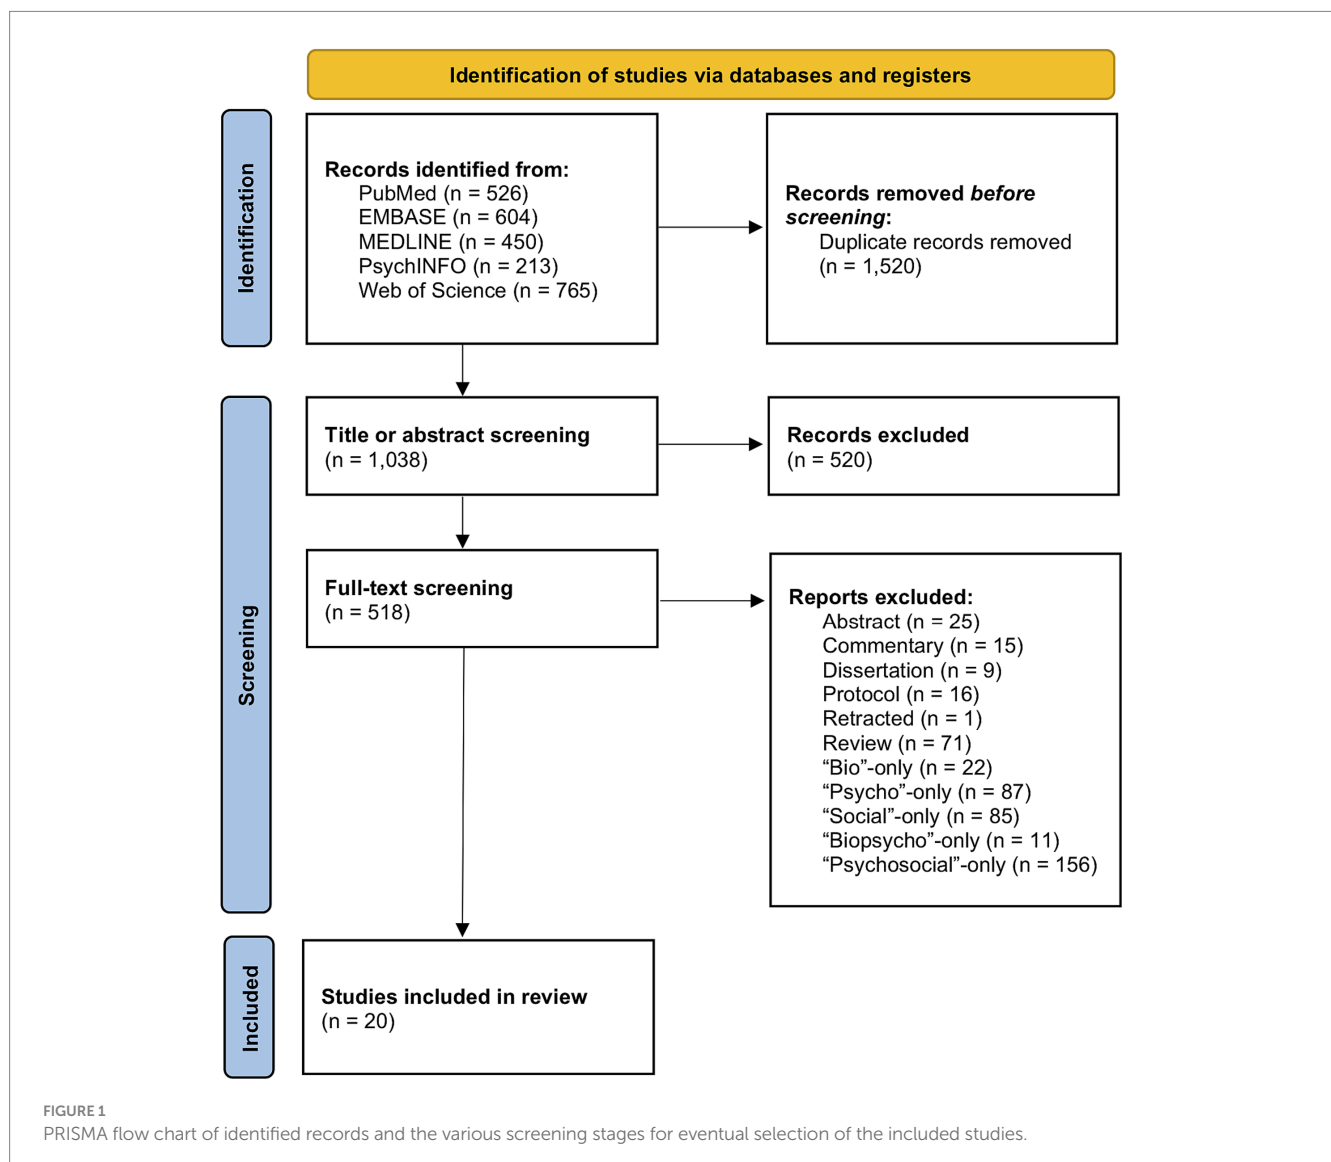 Identification of studies via databases and registers
Identification
Records identified from:
PubMed (n = 526)
EMBASE (n = 604)
MEDLINE (n = 450)
PsychINFO (n = 213)
Web of Science (n = 765)
Records removed before
screening:
Duplicate records removed
(n = 1,520)
Screening
Title or abstract screening
(n = 1,038)
Records excluded
(n = 520)
Full-text screening
(n = 518)
Reports excluded:
Abstract (n = 25)
Commentary (n = 15)
Dissertation (n = 9)
Protocol (n = 16)
Retracted (n = 1)
Review (n = 71)
“Bio”-only (n = 22)
“Psycho”-only (n = 87)
“Social”-only (n = 85)
“Biopsycho”-only (n = 11)
“Psychosocial”-only (n = 156)
Included
Studies included in review
(n = 20)
FIGURE 1
PRISMA flow chart of identified records and the various screening stages for eventual selection of the included studies.